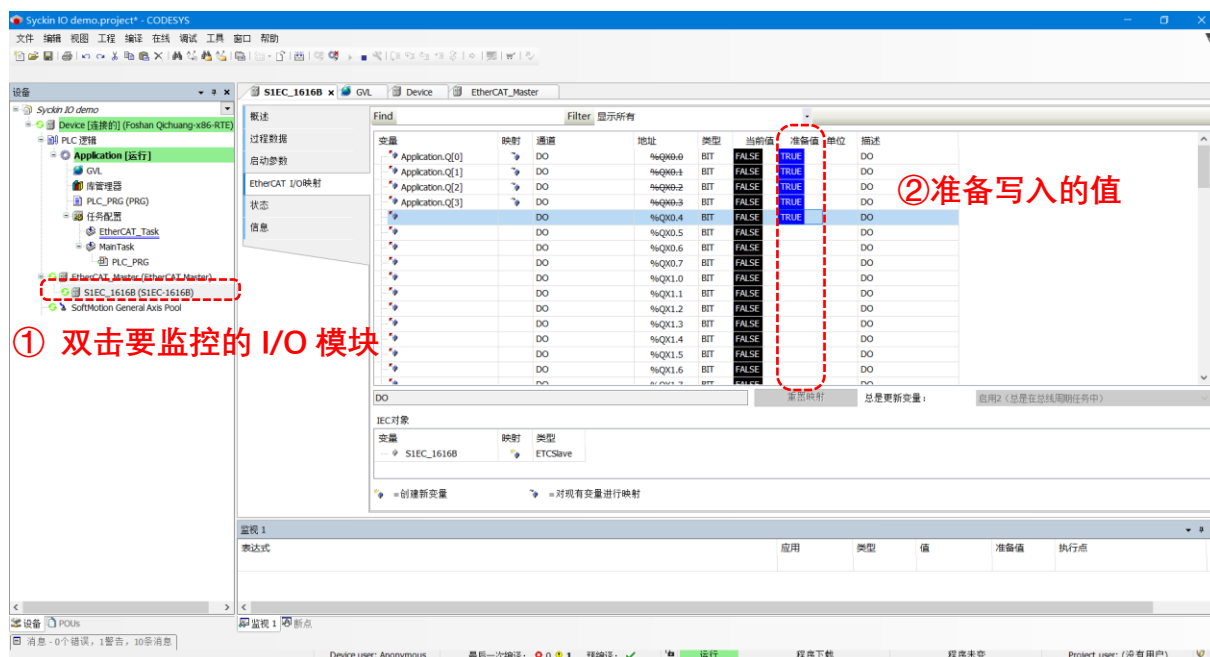 Syckin IO demo.project* - CODESYS
文件 编辑 视图 工程 编译 在线 调试 工具 窗口 帮助
设备
S1EC_1616B x GVL Device EtherCAT_Master
Syckin IO demo
Device [连接的] (Foshan Qichuang-x86-RTE)
PLC 逻辑
Application [运行]
GVL
库管理器
PLC_PRG (PRG)
任务配置
EtherCAT_Task
MainTask
PLC_PRG
EtherCAT_Master (EtherCAT Master)
S1EC_1616B (S1EC-1616B)
SoftMotion General Axis Pool
① 双击要监控的 I/O 模块
概述
过程数据
启动参数
EtherCAT I/O映射
状态
信息
Find Filter 显示所有
变量 映射 通道 地址 类型 当前值 准备值 单位 描述
Application.Q[0] DO %QX0.0 BIT FALSE TRUE DO
Application.Q[1] DO %QX0.1 BIT FALSE TRUE DO
Application.Q[2] DO %QX0.2 BIT FALSE TRUE DO
Application.Q[3] DO %QX0.3 BIT FALSE TRUE DO
DO %QX0.4 BIT FALSE TRUE DO
DO %QX0.5 BIT FALSE DO
DO %QX0.6 BIT FALSE DO
DO %QX0.7 BIT FALSE DO
DO %QX1.0 BIT FALSE DO
DO %QX1.1 BIT FALSE DO
DO %QX1.2 BIT FALSE DO
DO %QX1.3 BIT FALSE DO
DO %QX1.4 BIT FALSE DO
DO %QX1.5 BIT FALSE DO
DO %QX1.6 BIT FALSE DO
DO %QX1.7 BIT FALSE DO
②准备写入的值
DO 重置映射 总是更新变量: 启用2（总是在总线周期任务中）
IEC对象
变量 映射 类型
S1EC_1616B ETCSlave
=创建新变量 =对现有变量进行映射
监视 1
表达式 应用 类型 值 准备值 执行点
设备 POUs
监视 1 断点
消息 - 0个错误，1警告，10条消息
Device user: Anonymous 最后一次编译: 0 1 预编译: 运行 程序下载 程序未变 Project user: (没有用户)